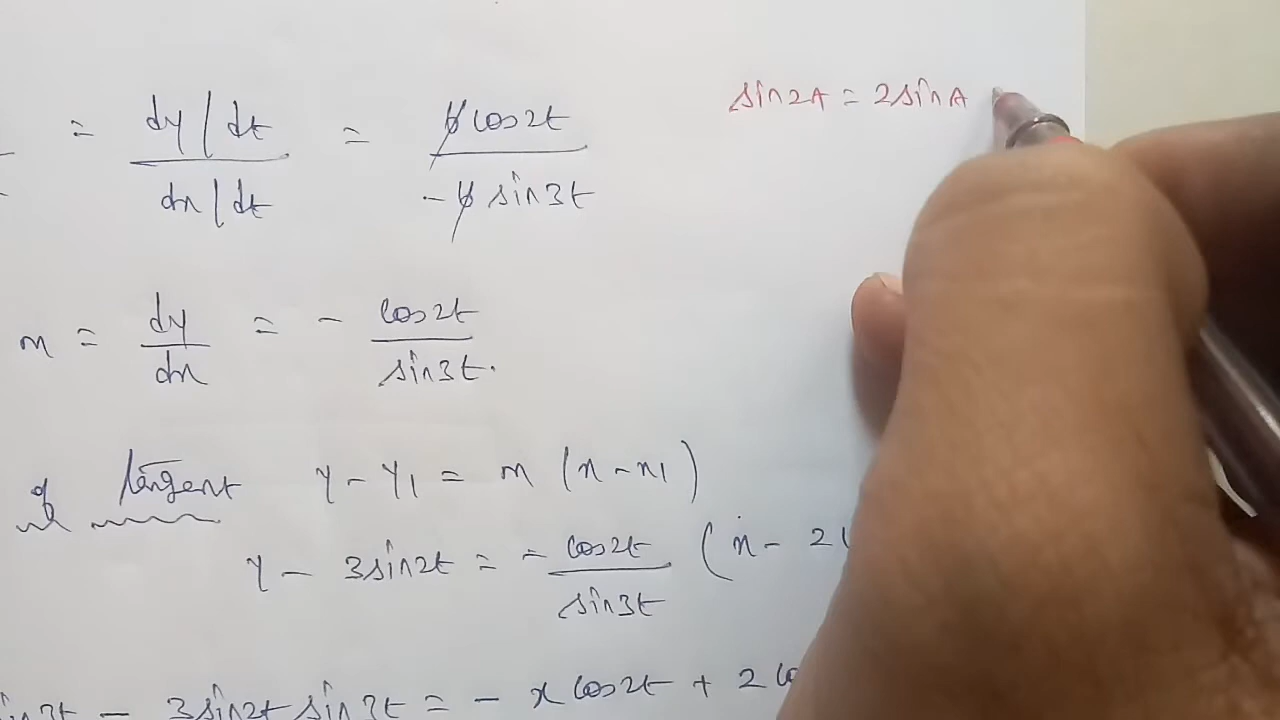 = dy/dt / dx/dt = 6 cos2t / -6 sin3t
sin2A = 2sinA
m = dy/dx = - cos2t / sin3t.
of tangent y - y1 = m (x - x1)
y - 3sin2t = - cos2t / sin3t (x - 2
- 3sin2t sin3t = - x cos2t + 2